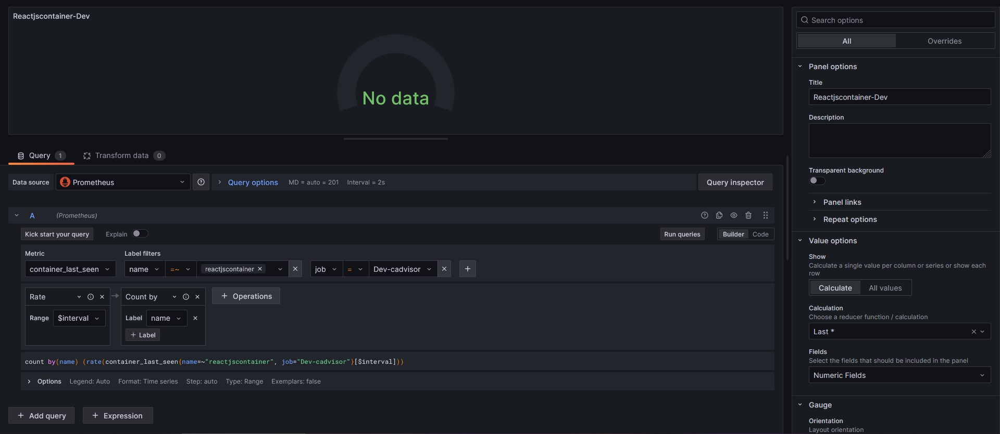 Reactjscontainer-Dev
No data
Query 1 Transform data 0
Data source Prometheus Query options MD = auto = 201 Interval = 2s Query inspector
A (Prometheus)
Kick start your query Explain Run queries Builder Code
Metric Label filters
container_last_seen name =~ reactjscontainer job = Dev-cadvisor
Rate Count by + Operations
Range $interval Label name
+ Label
count by(name) (rate(container_last_seen{name=~"reactjscontainer", job="Dev-cadvisor"}[$interval]))
Options Legend: Auto Format: Time series Step: auto Type: Range Exemplars: false
+ Add query + Expression
Search options
All Overrides
Panel options
Title
Reactjscontainer-Dev
Description
Transparent background
Panel links
Repeat options
Value options
Show
Calculate a single value per column or series or show each
row
Calculate All values
Calculation
Choose a reducer function / calculation
Last *
Fields
Select the fields that should be included in the panel
Numeric Fields
Gauge
Orientation
Layout orientation